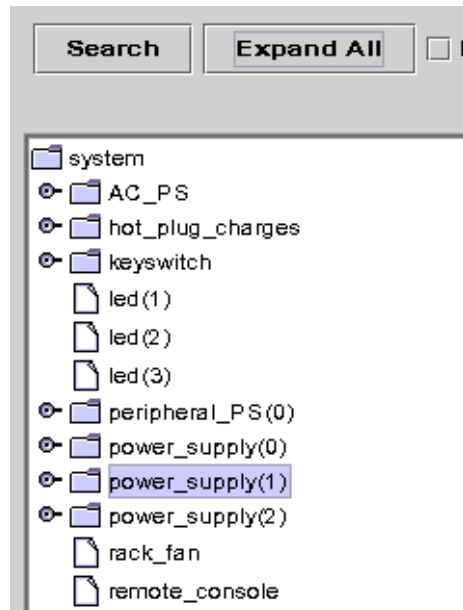 Search Expand All
system
AC_PS
hot_plug_charges
keyswitch
led(1)
led(2)
led(3)
peripheral_PS(0)
power_supply(0)
power_supply(1)
power_supply(2)
rack_fan
remote_console